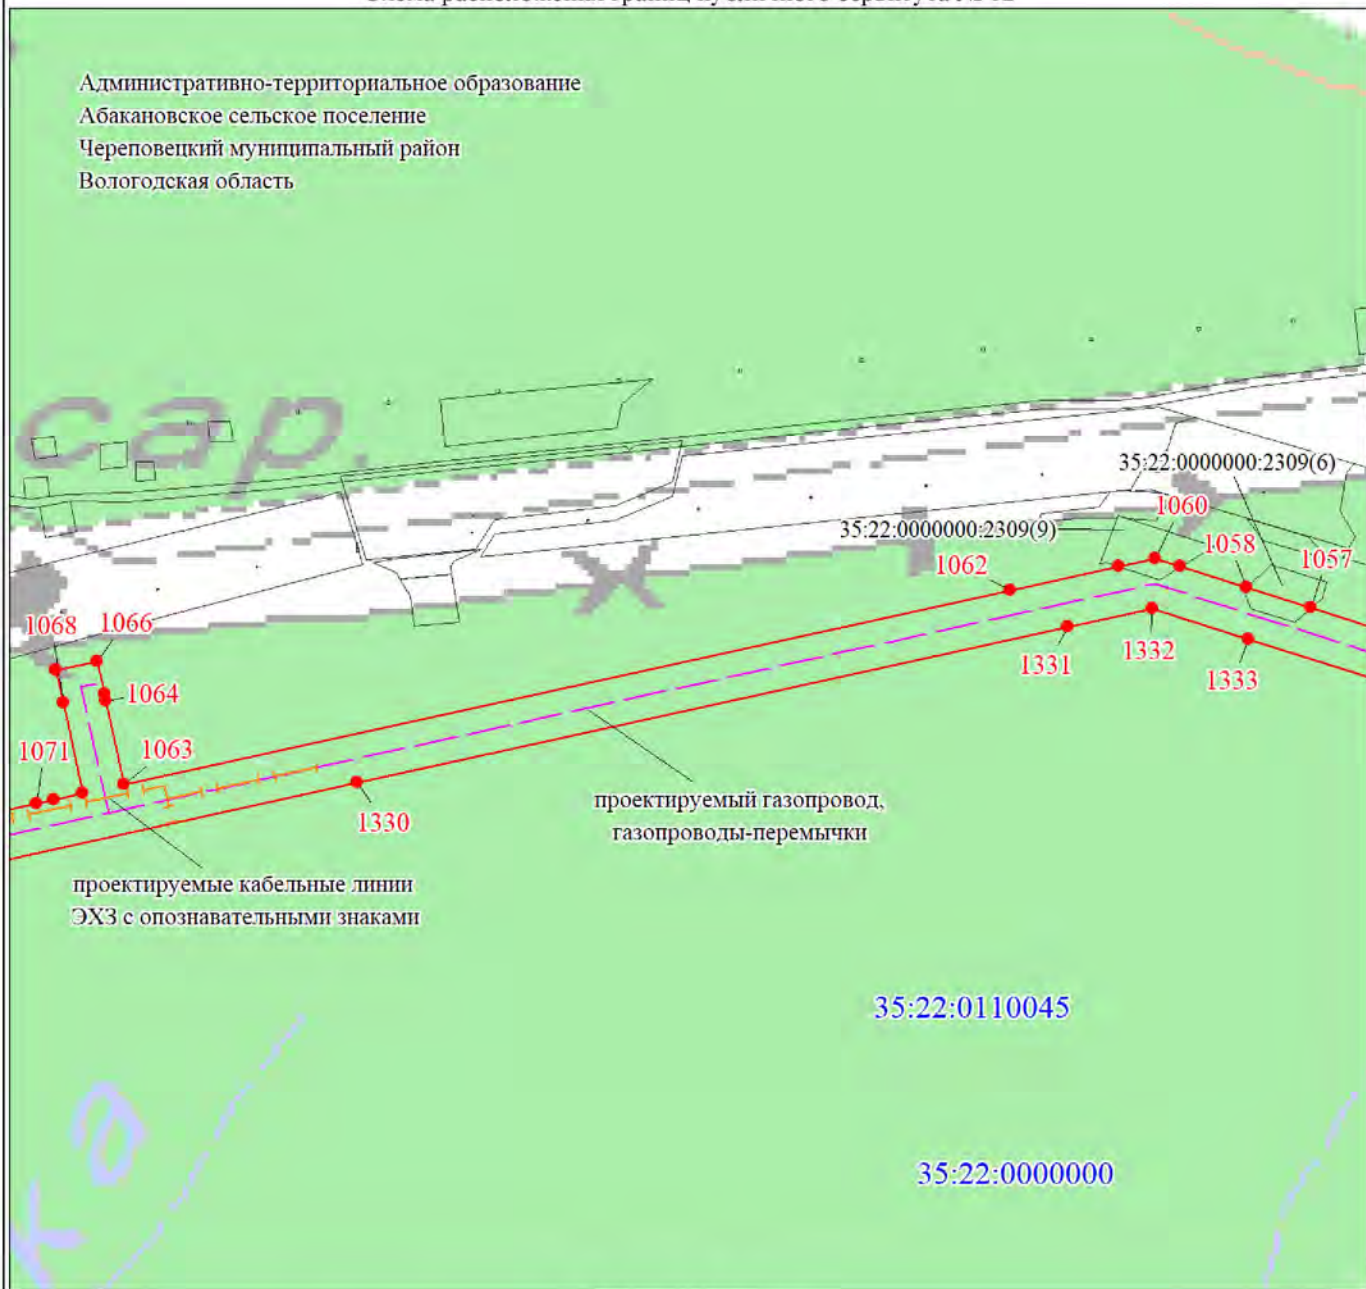 Административно-территориальное образование
Абакановское сельское поселение
Череповецкий муниципальный район
Вологодская область
сар.
35:22:0000000:2309(6)
1060
35:22:0000000:2309(9)
1058
1057
1062
1068
1066
1331
1332
1333
1064
1071
1063
1330
проектируемый газопровод,
газопроводы-перемычки
проектируемые кабельные линии
ЭХЗ с опознавательными знаками
35:22:0110045
35:22:0000000
ка